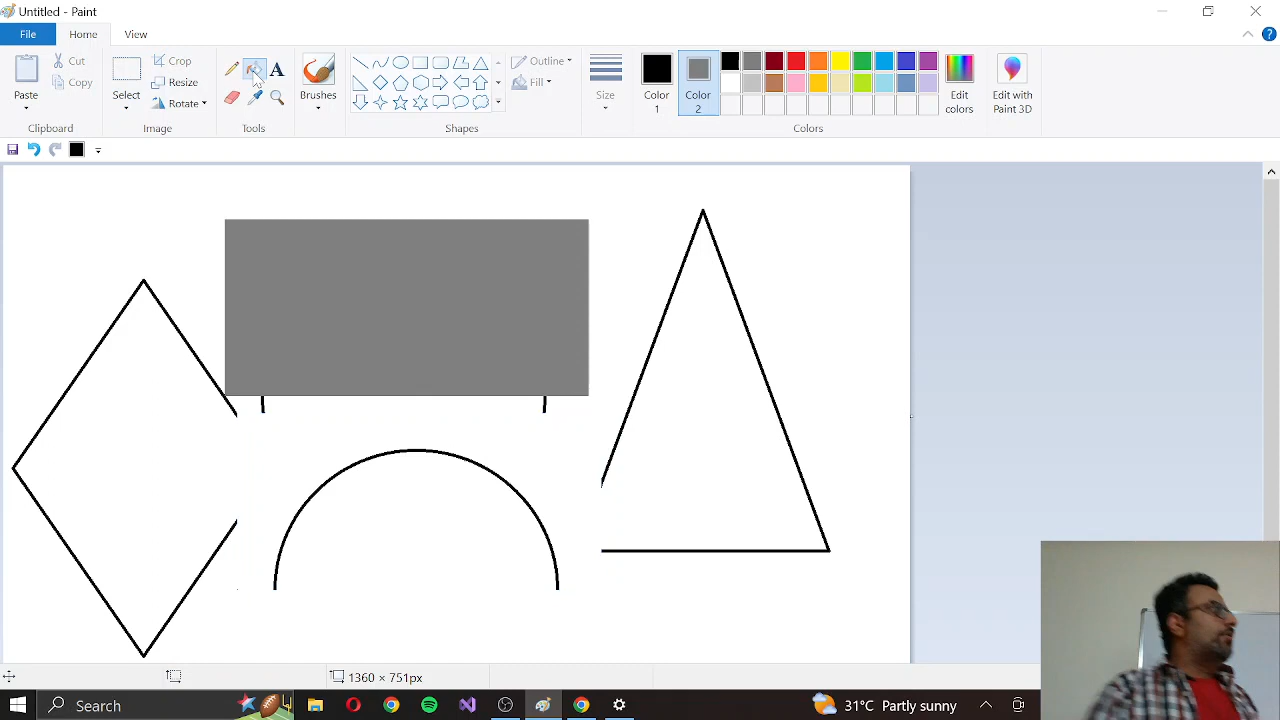 Untitled - Paint
File Home View
Paste
Cut
Copy
Clipboard
Select
Crop
Resize
Rotate
Image
A
Tools
Brushes
Outline
Fill
Shapes
Size
Color 1
Color 2
Edit colors
Colors
Edit with Paint 3D
1360 × 751px
Search
31°C Partly sunny